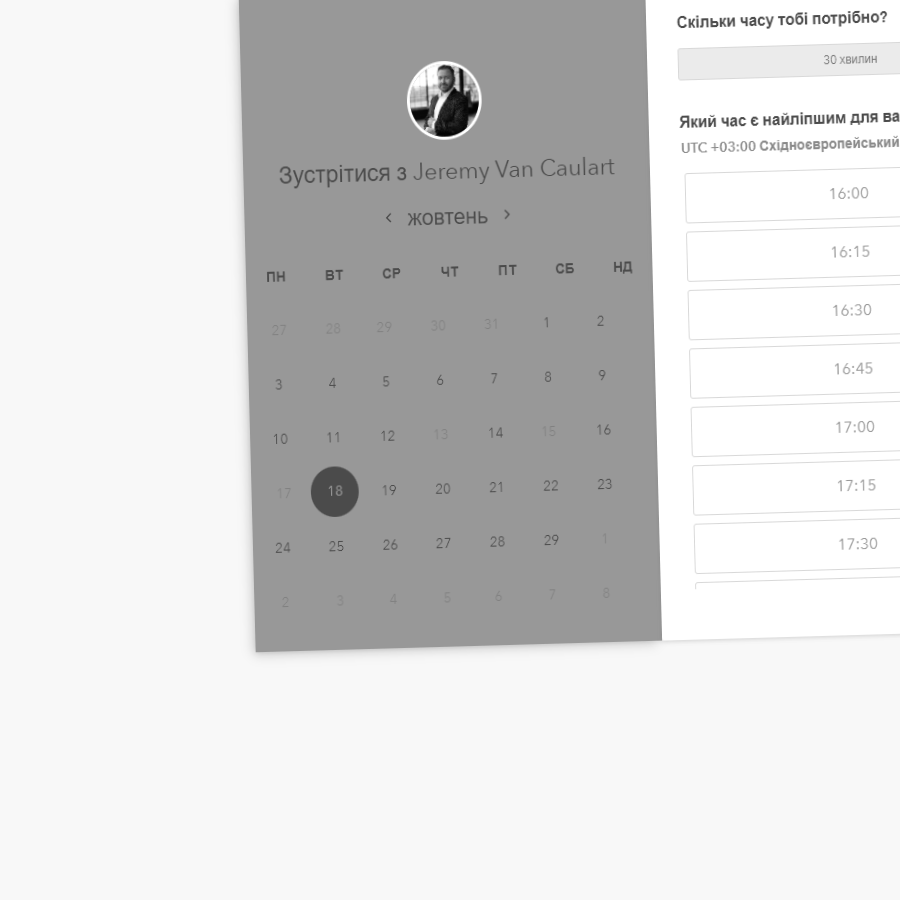 Зустрітися з Jeremy Van Caulart
‹ жовтень ›
ПН ВТ СР ЧТ ПТ СБ НД
27 28 29 30 31 1 2
3 4 5 6 7 8 9
10 11 12 13 14 15 16
17 18 19 20 21 22 23
24 25 26 27 28 29 1
2 3 4 5 6 7 8
Скільки часу тобі потрібно?
30 хвилин
Який час є найліпшим для ва
UTC +03:00 Східноєвропейський
16:00
16:15
16:30
16:45
17:00
17:15
17:30